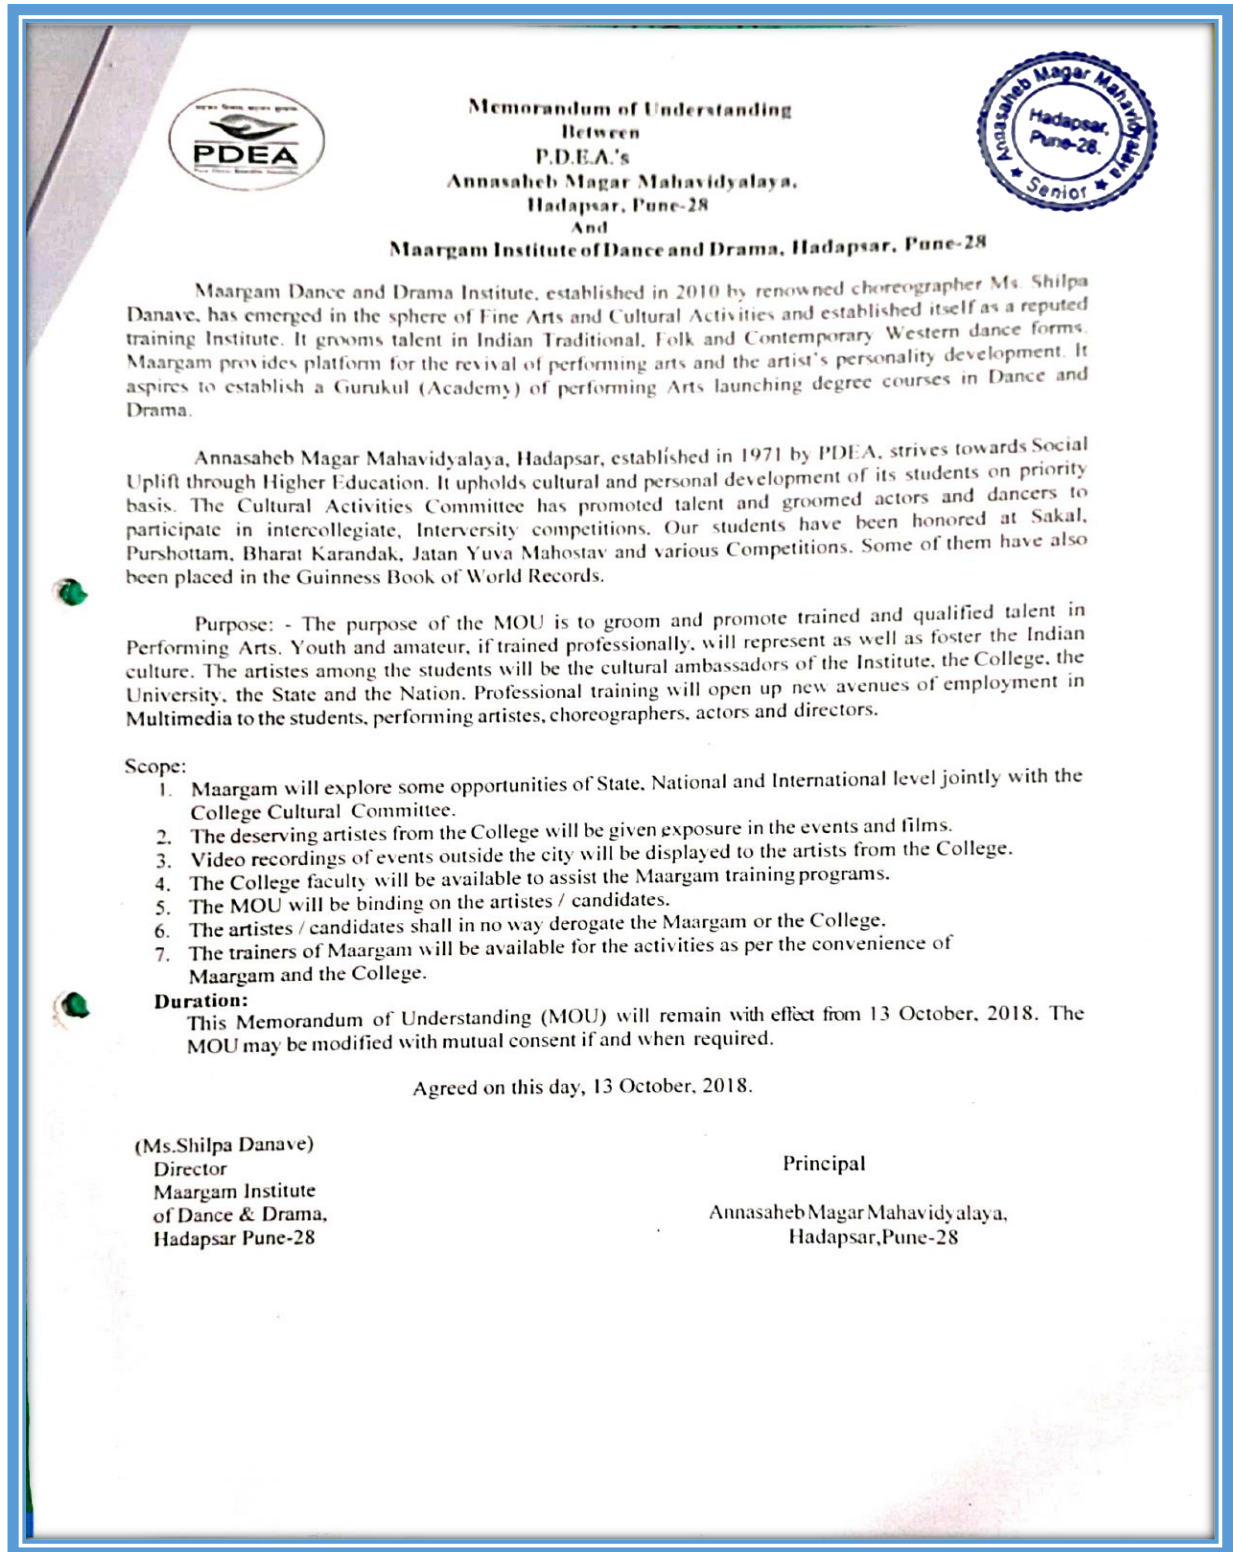 PDEA
Annasaheb Magar Mahavidyalaya
Hadapsar,
Pune-28.
★ Senior ★
Memorandum of Understanding
Between
P.D.E.A.'s
Annasaheb Magar Mahavidyalaya,
Hadapsar, Pune-28
And
Maargam Institute of Dance and Drama, Hadapsar, Pune-28
Maargam Dance and Drama Institute, established in 2010 by renowned choreographer Ms. Shilpa
Danave, has emerged in the sphere of Fine Arts and Cultural Activities and established itself as a reputed
training Institute. It grooms talent in Indian Traditional, Folk and Contemporary Western dance forms.
Maargam provides platform for the revival of performing arts and the artist's personality development. It
aspires to establish a Gurukul (Academy) of performing Arts launching degree courses in Dance and
Drama.
Annasaheb Magar Mahavidyalaya, Hadapsar, established in 1971 by PDEA, strives towards Social
Uplift through Higher Education. It upholds cultural and personal development of its students on priority
basis. The Cultural Activities Committee has promoted talent and groomed actors and dancers to
participate in intercollegiate, Interversity competitions. Our students have been honored at Sakal,
Purshottam, Bharat Karandak, Jatan Yuva Mahostav and various Competitions. Some of them have also
been placed in the Guinness Book of World Records.
Purpose: - The purpose of the MOU is to groom and promote trained and qualified talent in
Performing Arts. Youth and amateur, if trained professionally, will represent as well as foster the Indian
culture. The artistes among the students will be the cultural ambassadors of the Institute, the College, the
University, the State and the Nation. Professional training will open up new avenues of employment in
Multimedia to the students, performing artistes, choreographers, actors and directors.
Scope:
1. Maargam will explore some opportunities of State, National and International level jointly with the
College Cultural Committee.
2. The deserving artistes from the College will be given exposure in the events and films.
3. Video recordings of events outside the city will be displayed to the artists from the College.
4. The College faculty will be available to assist the Maargam training programs.
5. The MOU will be binding on the artistes / candidates.
6. The artistes / candidates shall in no way derogate the Maargam or the College.
7. The trainers of Maargam will be available for the activities as per the convenience of
Maargam and the College.
Duration:
This Memorandum of Understanding (MOU) will remain with effect from 13 October, 2018. The
MOU may be modified with mutual consent if and when required.
Agreed on this day, 13 October, 2018.
(Ms.Shilpa Danave)
Director
Maargam Institute
of Dance & Drama,
Hadapsar Pune-28
Principal
Annasaheb Magar Mahavidyalaya,
Hadapsar,Pune-28